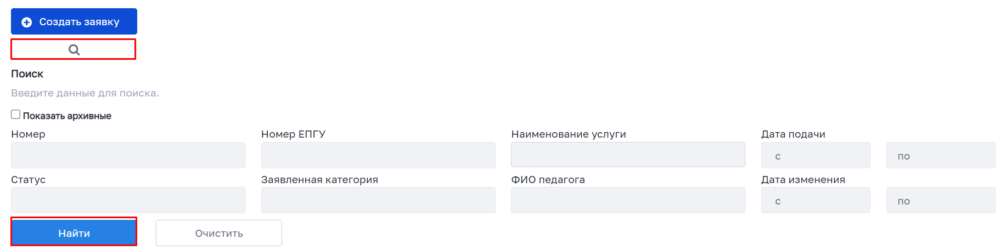 Создать заявку
Поиск
Введите данные для поиска.
Показать архивные
Номер Номер ЕПГУ Наименование услуги Дата подачи
с по
Статус Заявленная категория ФИО педагога Дата изменения
с по
Найти Очистить